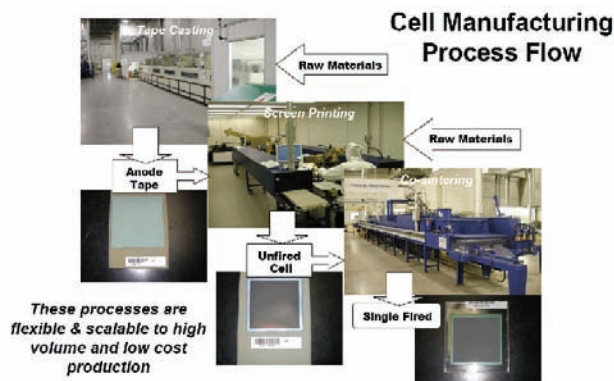 Cell Manufacturing
Process Flow
Tape Casting
Raw Materials
Screen Printing
Raw Materials
Anode
Tape
Co-sintering
Unfired
Cell
Single Fired
These processes are
flexible & scalable to high
volume and low cost
production